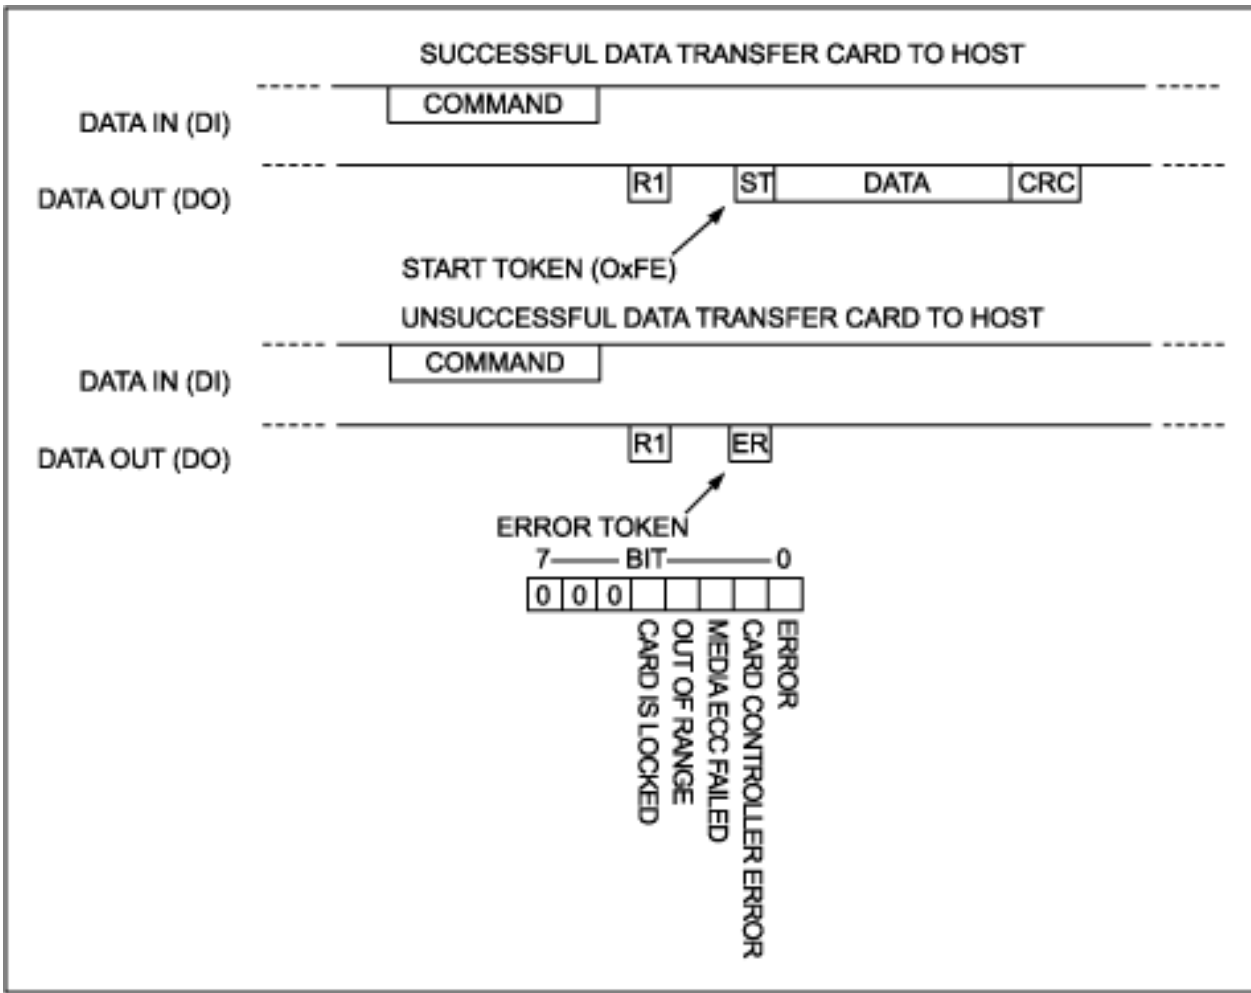 SUCCESSFUL DATA TRANSFER CARD TO HOST
COMMAND
DATA IN (DI)
R1 ST DATA CRC
DATA OUT (DO)
START TOKEN (OxFE)
UNSUCCESSFUL DATA TRANSFER CARD TO HOST
COMMAND
DATA IN (DI)
R1 ER
DATA OUT (DO)
ERROR TOKEN
7 BIT 0
0 0 0
CARD IS LOCKED
OUT OF RANGE
MEDIA ECC FAILED
CARD CONTROLLER ERROR
ERROR